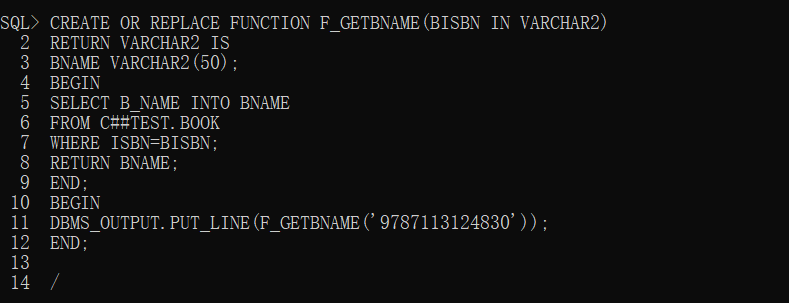 SQL> CREATE OR REPLACE FUNCTION F_GETBNAME(BISBN IN VARCHAR2)
2 RETURN VARCHAR2 IS
3 BNAME VARCHAR2(50);
4 BEGIN
5 SELECT B_NAME INTO BNAME
6 FROM C##TEST.BOOK
7 WHERE ISBN=BISBN;
8 RETURN BNAME;
9 END;
10 BEGIN
11 DBMS_OUTPUT.PUT_LINE(F_GETBNAME('9787113124830'));
12 END;
13
14 /